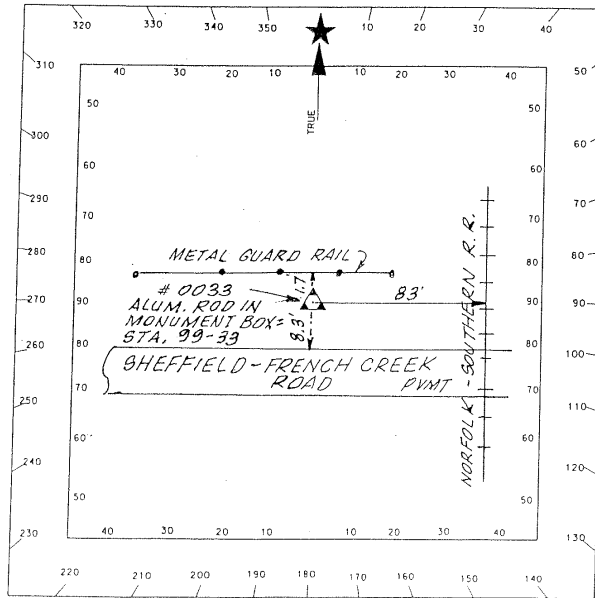 320 330 340 350 10 20 30 40
310 50
40 30 20 10 10 20 30 40
50 50
TRUE
300 60
60 60
290 70
70 70
280 80
METAL GUARD RAIL
80 80
# 0033
1.7
83'
270 90 90 90
ALUM. ROD IN
MONUMENT BOX=
STA. 99-33
8.3'
260 80 80 100
SHEFFIELD-FRENCH CREEK
ROAD PVMT
NORFOLK-SOUTHERN R.R.
70 70
250 110
60 60
240 120
50 50
40 20 10 10 20 30 40
230 130
220 210 200 190 180 170 160 150 140